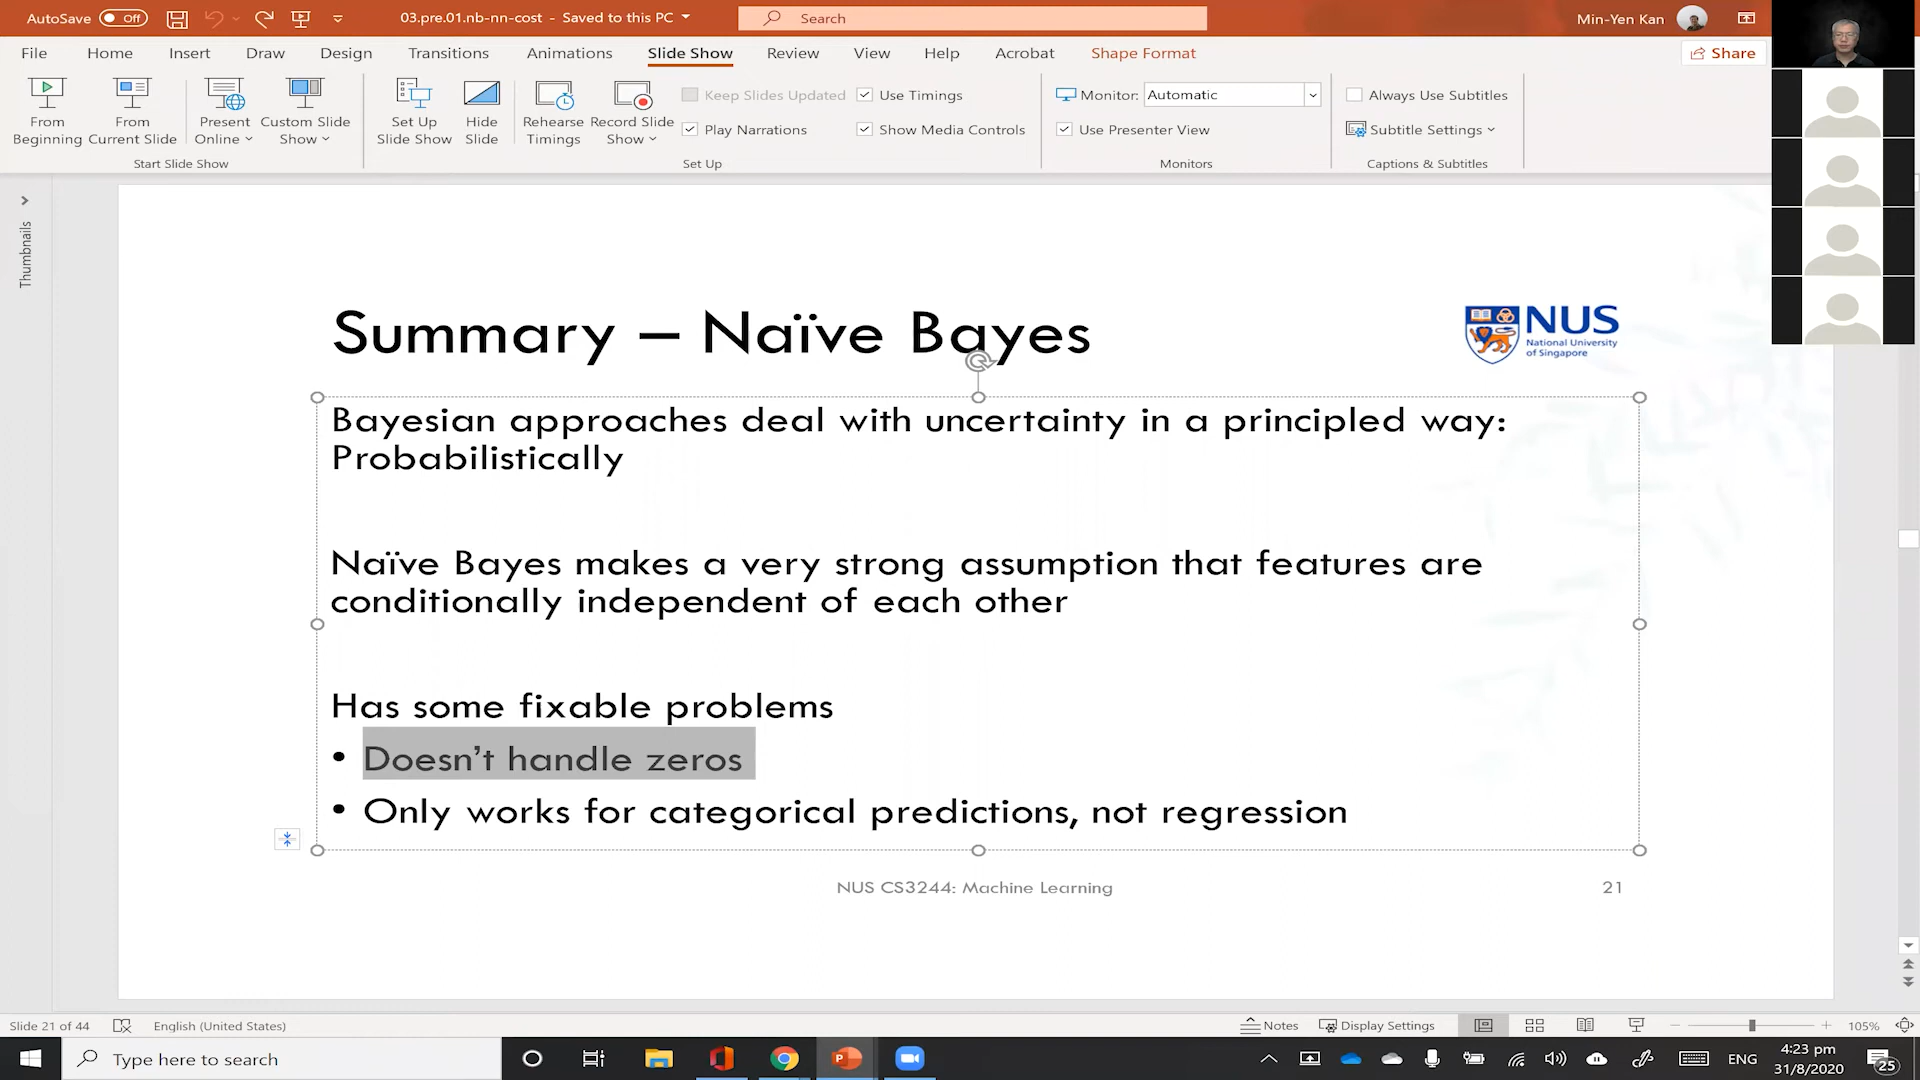 AutoSave Off 03.pre.01.nb-nn-cost - Saved to this PC Search Min-Yen Kan
File Home Insert Draw Design Transitions Animations Slide Show Review View Help Acrobat Shape Format Share
From Beginning
From Current Slide
Present Online
Custom Slide Show
Start Slide Show
Set Up Slide Show
Hide Slide
Rehearse Timings
Record Slide Show
Keep Slides Updated
Play Narrations
Use Timings
Show Media Controls
Set Up
Monitor: Automatic
Use Presenter View
Monitors
Always Use Subtitles
Subtitle Settings
Captions & Subtitles
Thumbnails
Summary – Naïve Bayes
NUS
National University
of Singapore
Bayesian approaches deal with uncertainty in a principled way:
Probabilistically
Naïve Bayes makes a very strong assumption that features are
conditionally independent of each other
Has some fixable problems
• Doesn't handle zeros
• Only works for categorical predictions, not regression
NUS CS3244: Machine Learning 21
Slide 21 of 44 English (United States) Notes Display Settings 105%
Type here to search ENG 4:23 pm
31/8/2020 25